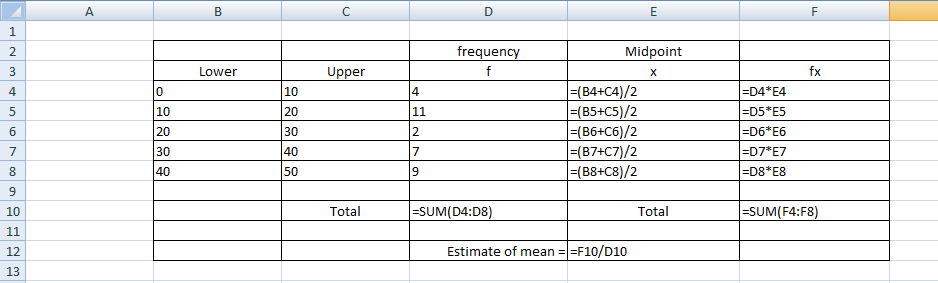 A B C D E F
1
2 frequency Midpoint
3 Lower Upper f x fx
4 0 10 4 =(B4+C4)/2 =D4*E4
5 10 20 11 =(B5+C5)/2 =D5*E5
6 20 30 2 =(B6+C6)/2 =D6*E6
7 30 40 7 =(B7+C7)/2 =D7*E7
8 40 50 9 =(B8+C8)/2 =D8*E8
9
10 Total =SUM(D4:D8) Total =SUM(F4:F8)
11
12 Estimate of mean = =F10/D10
13